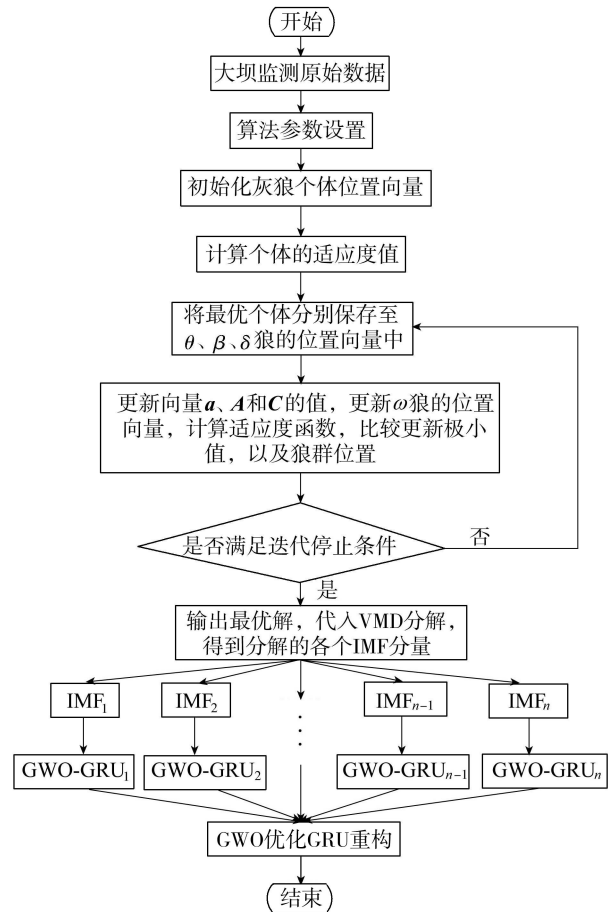 开始
大坝监测原始数据
算法参数设置
初始化灰狼个体位置向量
计算个体的适应度值
将最优个体分别保存至
θ、β、δ狼的位置向量中
更新向量a、A和C的值，更新ω狼的位置
向量，计算适应度函数，比较更新极小
值，以及狼群位置
是否满足迭代停止条件
否
是
输出最优解，代入VMD分解，
得到分解的各个IMF分量
IMF₁ IMF₂ ⋮ IMFₙ₋₁ IMFₙ
GWO-GRU₁ GWO-GRU₂ GWO-GRUₙ₋₁ GWO-GRUₙ
GWO优化GRU重构
结束